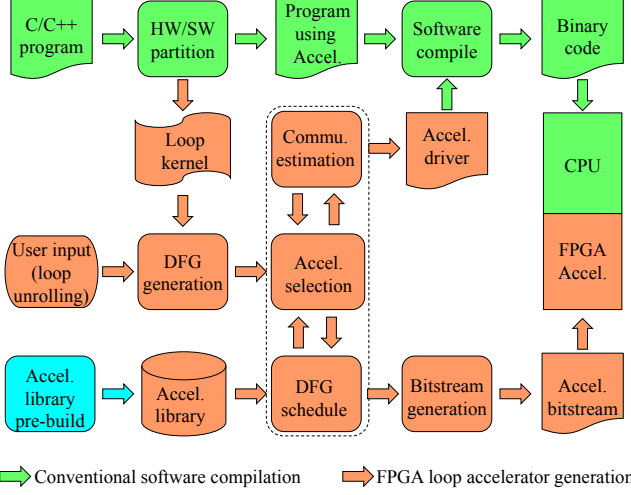 C/C++
program
HW/SW
partition
Program
using
Accel.
Software
compile
Binary
code
Loop
kernel
Commu.
estimation
Accel.
driver
CPU
User input
(loop
unrolling)
DFG
generation
Accel.
selection
FPGA
Accel.
Accel.
library
pre-build
Accel.
library
DFG
schedule
Bitstream
generation
Accel.
bitstream
Conventional software compilation
FPGA loop accelerator generation